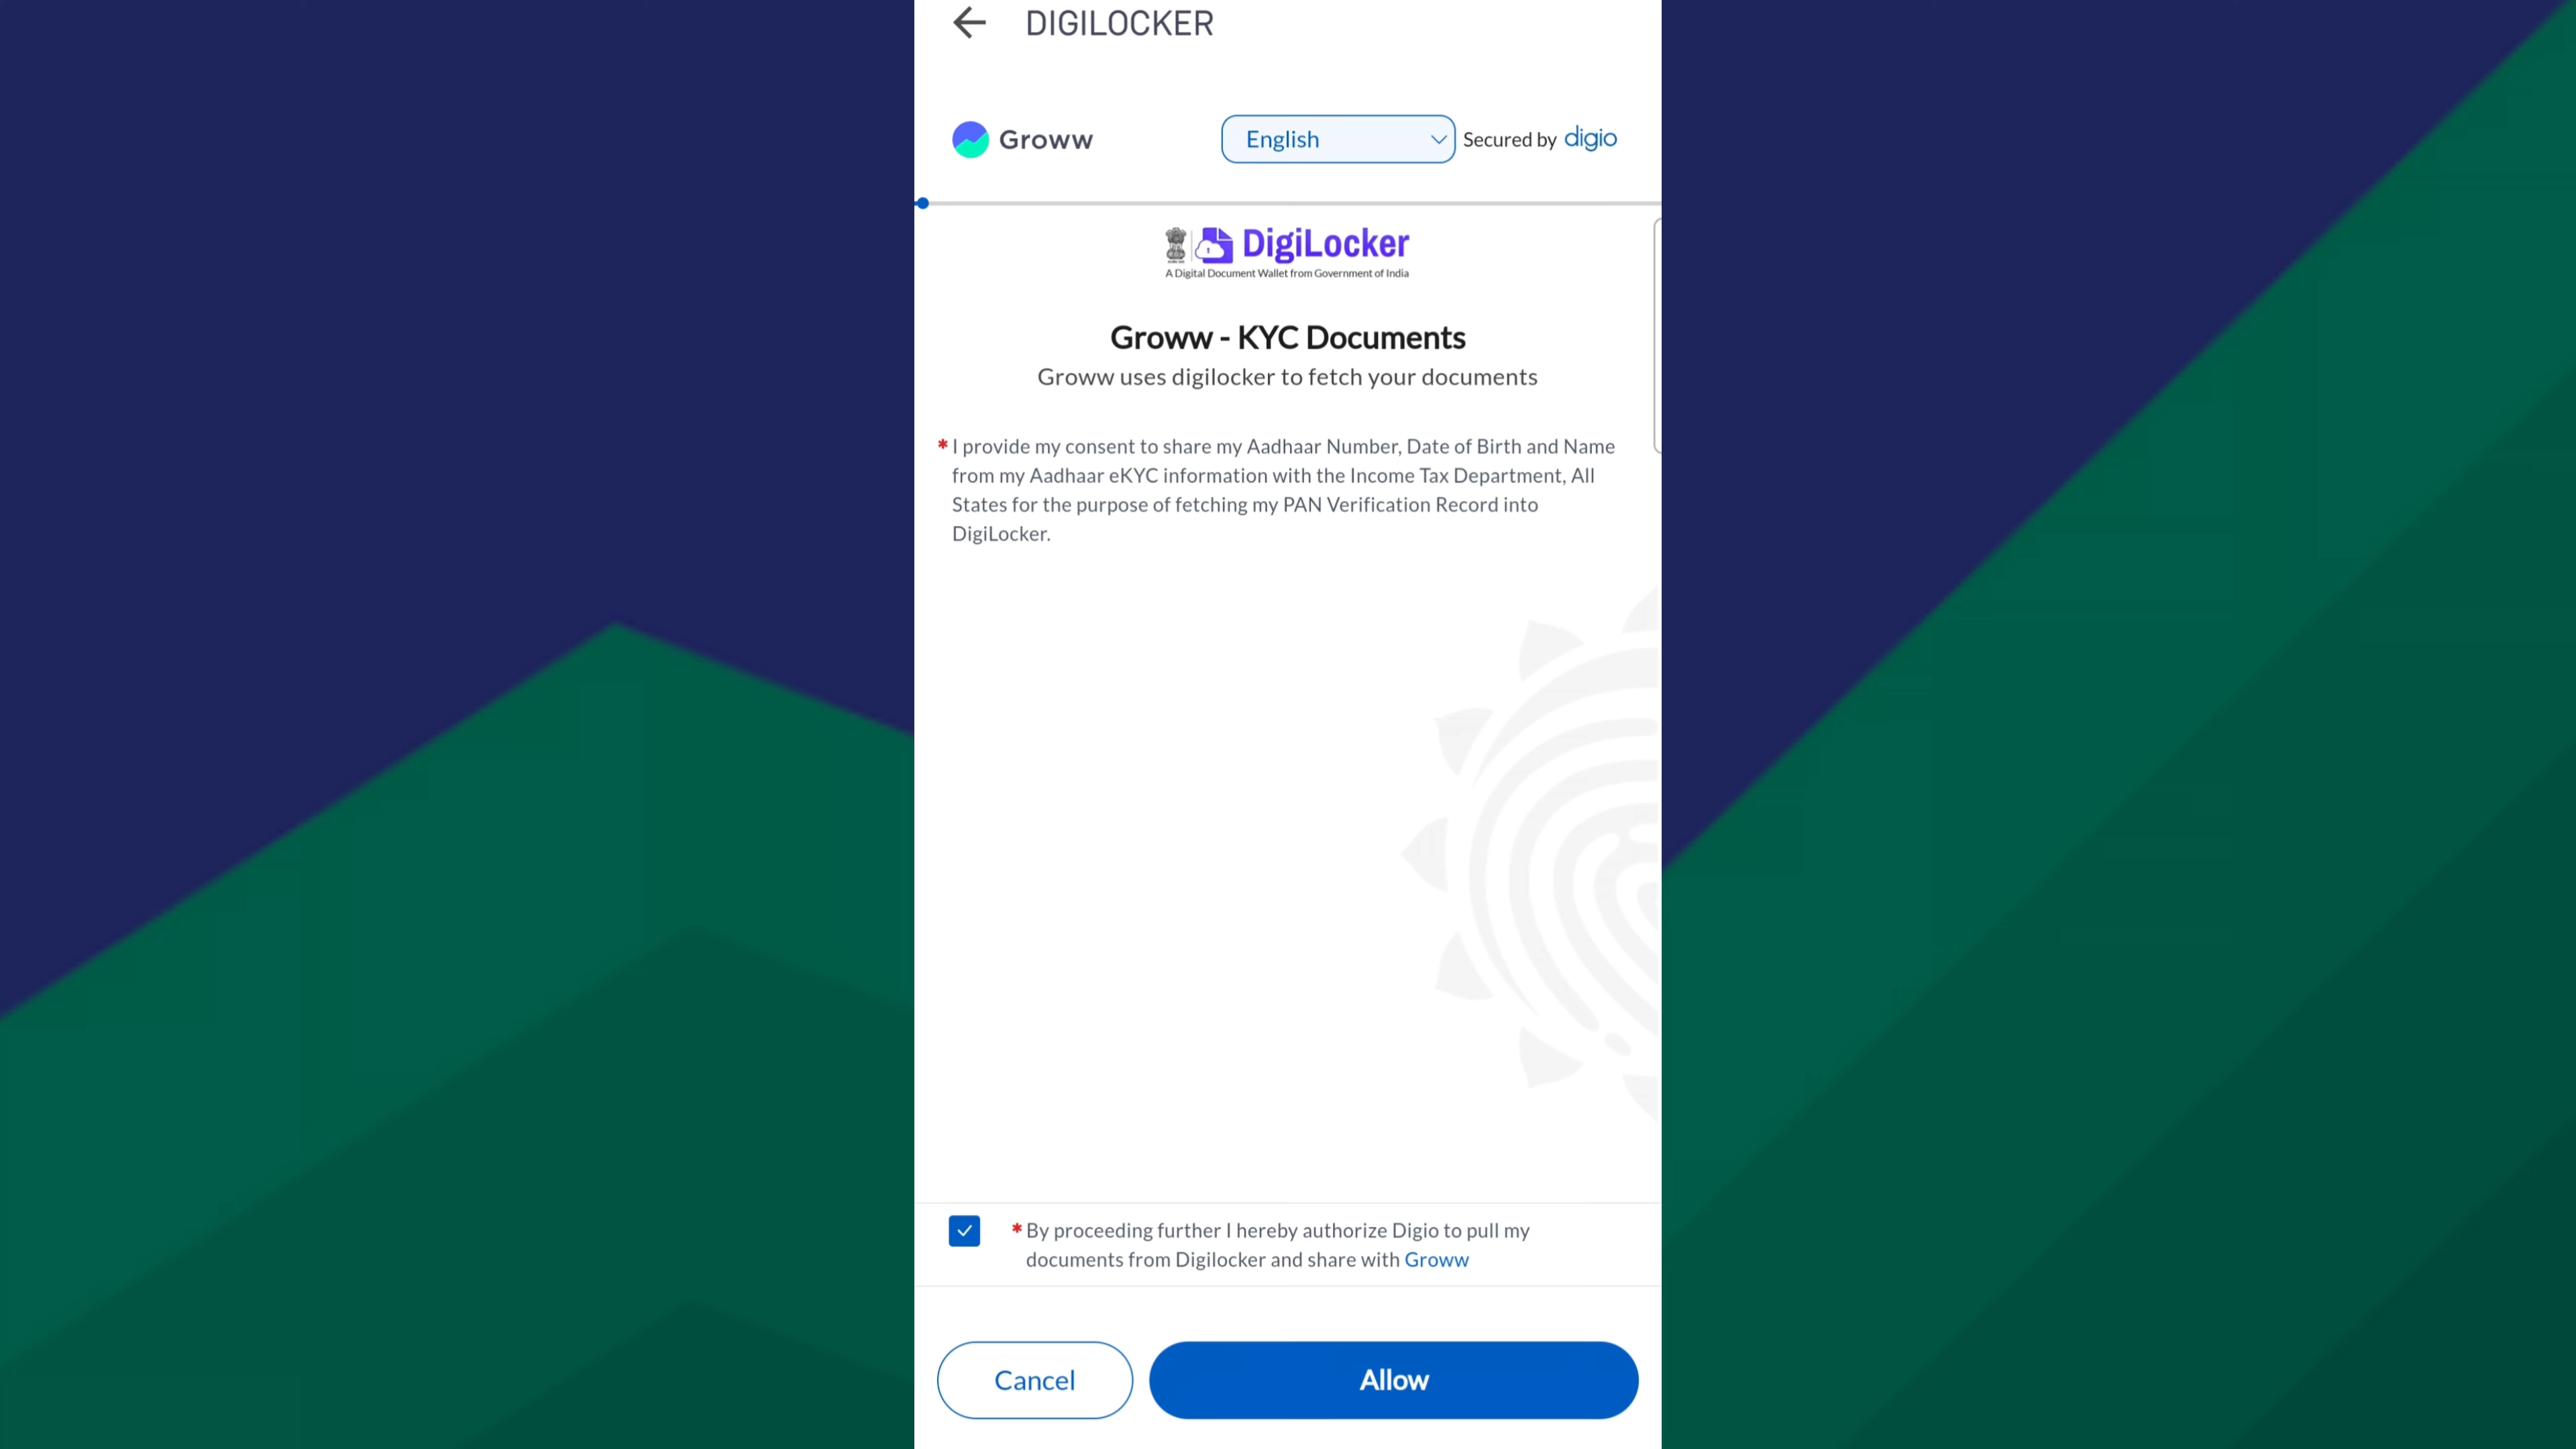 DIGILOCKER
Groww
English
Secured by digio
DigiLocker
A Digital Document Wallet from Government of India
Groww - KYC Documents
Groww uses digilocker to fetch your documents
* I provide my consent to share my Aadhaar Number, Date of Birth and Name
from my Aadhaar eKYC information with the Income Tax Department, All
States for the purpose of fetching my PAN Verification Record into
DigiLocker.
* By proceeding further I hereby authorize Digio to pull my
documents from Digilocker and share with Groww
Cancel
Allow